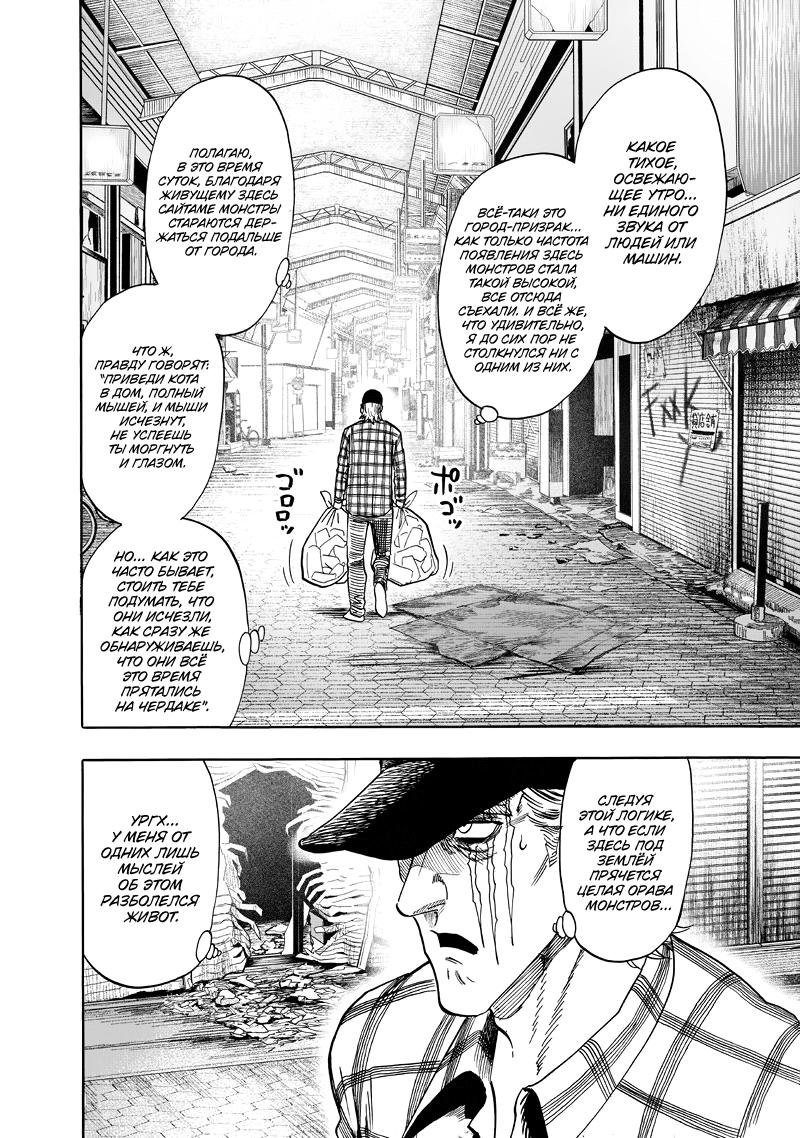 КАКОЕ
ТИХОЕ,
ОСВЕЖАЮ-
ЩЕЕ УТРО...
НИ ЕДИНОГО
ЗВУКА ОТ
ЛЮДЕЙ ИЛИ
МАШИН.
ВСЁ-ТАКИ ЭТО
ГОРОД-ПРИЗРАК...
КАК ТОЛЬКО ЧАСТОТА
ПОЯВЛЕНИЯ ЗДЕСЬ
МОНСТРОВ СТАЛА
ТАКОЙ ВЫСОКОЙ,
ВСЕ ОТСЮДА
СЪЕХАЛИ. И ВСЁ ЖЕ,
ЧТО УДИВИТЕЛЬНО,
Я ДО СИХ ПОР НЕ
СТОЛКНУЛСЯ НИ С
ОДНИМ ИЗ НИХ.
ПОЛАГАЮ,
В ЭТО ВРЕМЯ
СУТОК, БЛАГОДАРЯ
ЖИВУЩЕМУ ЗДЕСЬ
САЙТАМЕ МОНСТРЫ
СТАРАЮТСЯ ДЕР-
ЖАТЬСЯ ПОДАЛЬШЕ
ОТ ГОРОДА.
ЧТО Ж,
ПРАВДУ ГОВОРЯТ:
"ПРИВЕДИ КОТА
В ДОМ, ПОЛНЫЙ
МЫШЕЙ, И МЫШИ
ИСЧЕЗНУТ,
НЕ УСПЕЕШЬ
ТЫ МОРГНУТЬ
И ГЛАЗОМ.
НО... КАК ЭТО
ЧАСТО БЫВАЕТ,
СТОИТЬ ТЕБЕ
ПОДУМАТЬ, ЧТО
ОНИ ИСЧЕЗЛИ,
КАК СРАЗУ ЖЕ
ОБНАРУЖИВАЕШЬ,
ЧТО ОНИ ВСЁ
ЭТО ВРЕМЯ
ПРЯТАЛИСЬ
НА ЧЕРДАКЕ".
ポゴッ
ゴロロッ
FXXK
СЛЕДУЯ
ЭТОЙ ЛОГИКЕ,
А ЧТО ЕСЛИ
ЗДЕСЬ ПОД
ЗЕМЛЁЙ
ПРЯЧЕТСЯ
ЦЕЛАЯ ОРАВА
МОНСТРОВ...
УРГХ...
У МЕНЯ ОТ
ОДНИХ ЛИШЬ
МЫСЛЕЙ
ОБ ЭТОМ
РАЗБОЛЕЛСЯ
ЖИВОТ.